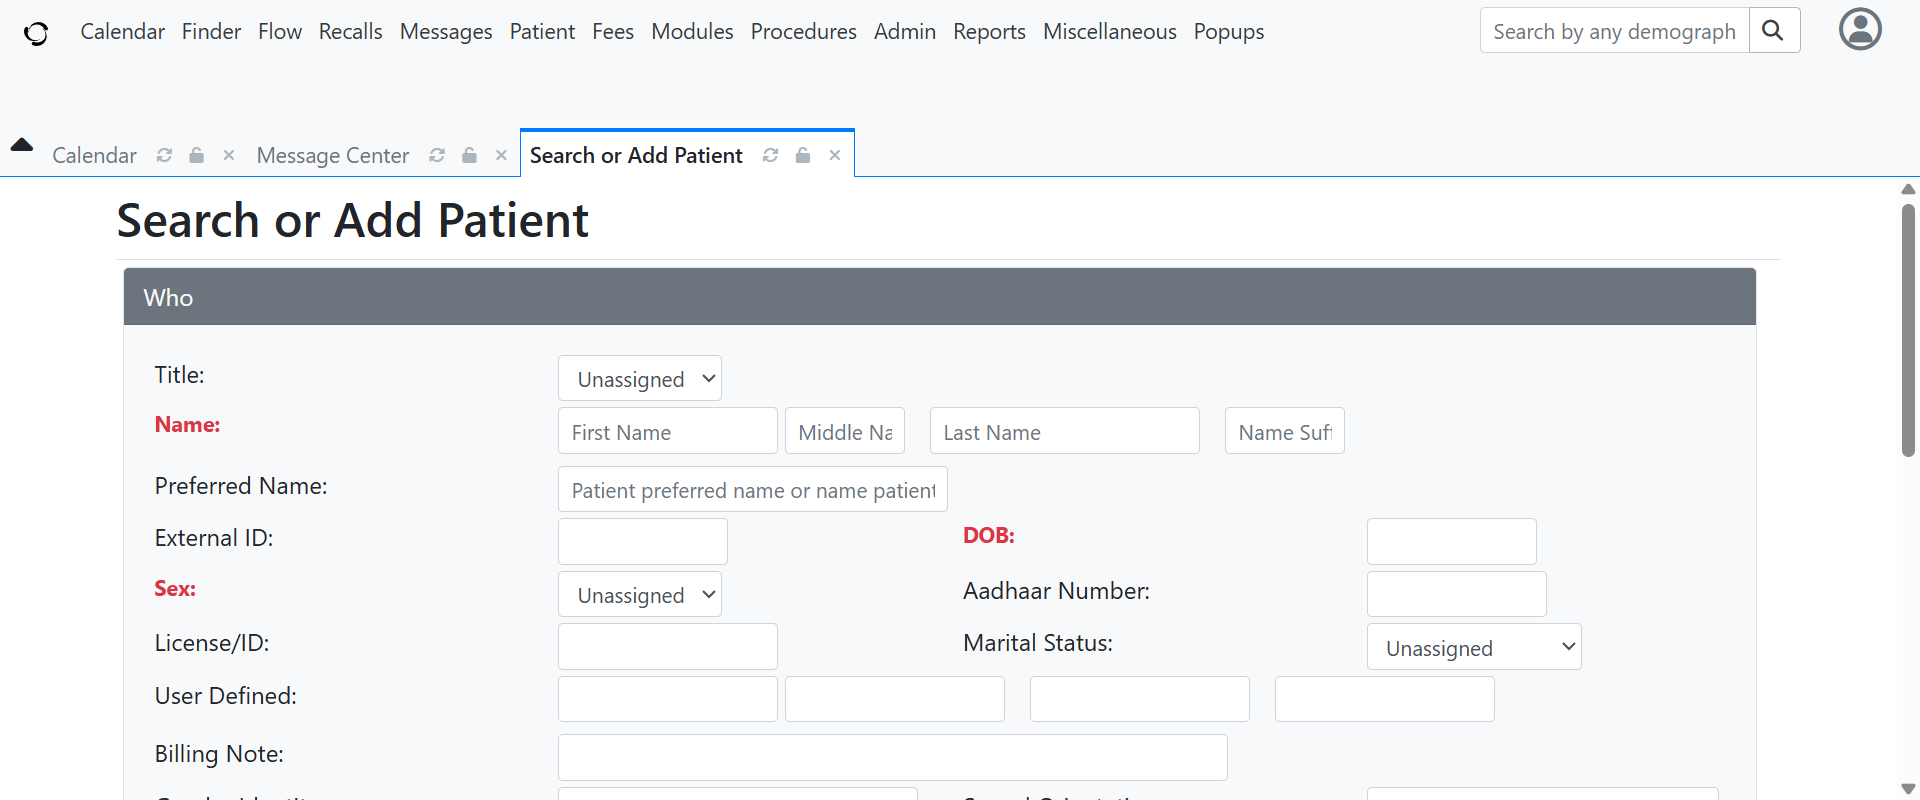 Calendar Finder Flow Recalls Messages Patient Fees Modules Procedures Admin Reports Miscellaneous Popups Search by any demograph
Calendar Message Center Search or Add Patient
Search or Add Patient
Who
Title: Unassigned
Name: First Name Middle Na Last Name Name Suf
Preferred Name: Patient preferred name or name patient
External ID: DOB:
Sex: Unassigned Aadhaar Number:
License/ID: Marital Status: Unassigned
User Defined:
Billing Note: